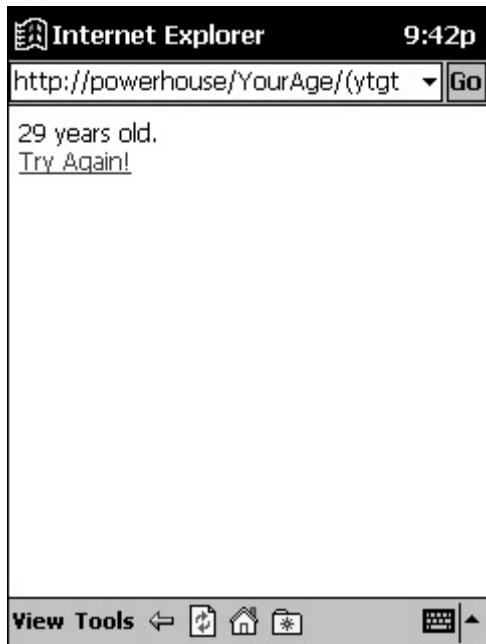 Internet Explorer 9:42p
http://powerhouse/YourAge/(ytgt Go
29 years old.
Try Again!
View Tools